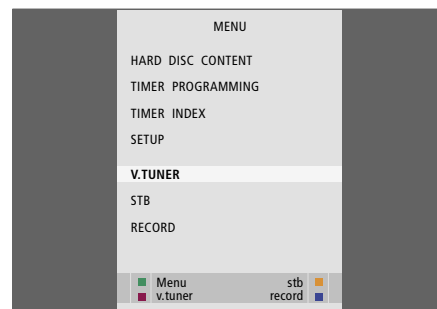 MENU
HARD DISC CONTENT
TIMER PROGRAMMING
TIMER INDEX
SETUP
V.TUNER
STB
RECORD
Menu stb
v.tuner record